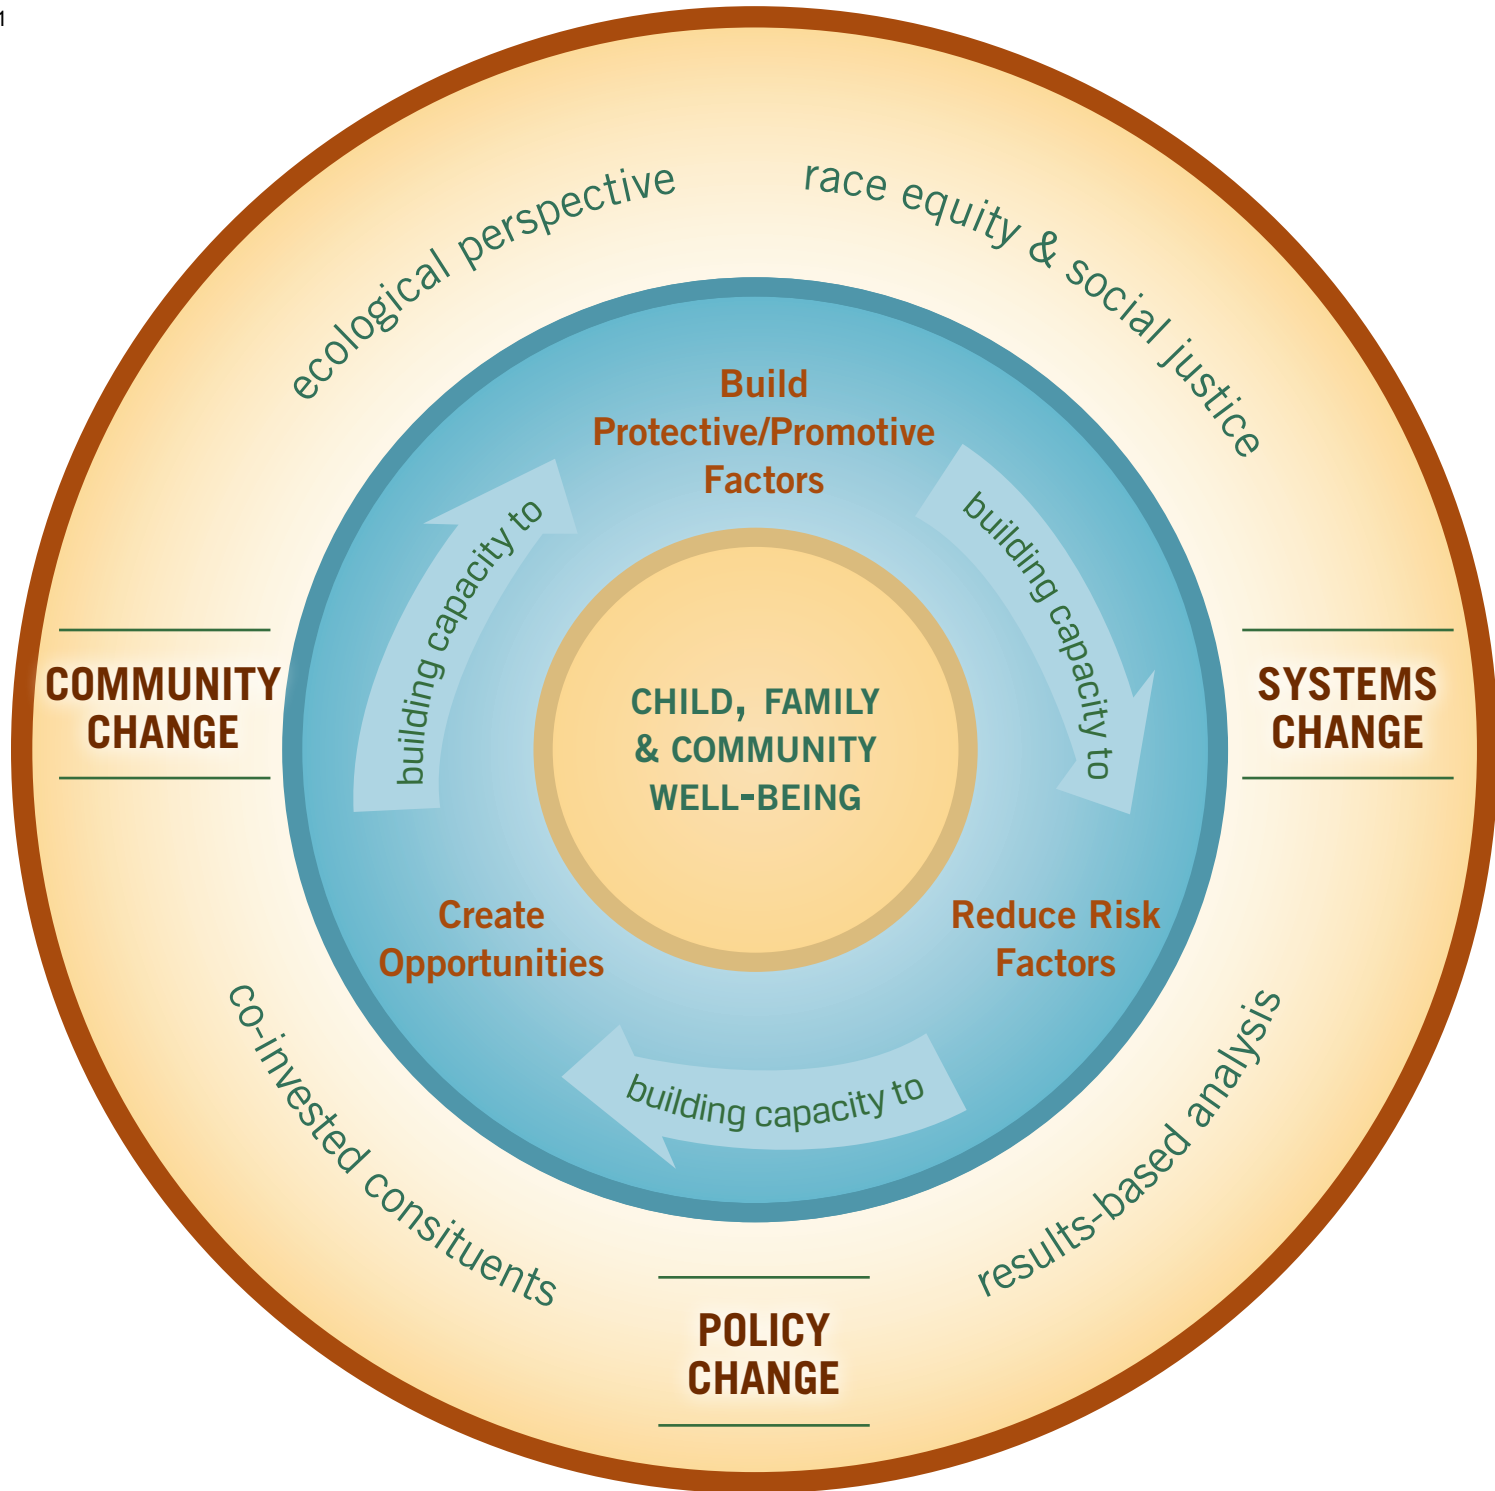 1
ecological perspective
race equity & social justice
Build
Protective/Promotive
Factors
building capacity to
building capacity to
COMMUNITY
CHANGE
CHILD, FAMILY
& COMMUNITY
WELL-BEING
SYSTEMS
CHANGE
Create
Opportunities
Reduce Risk
Factors
building capacity to
co-invested consituents
results-based analysis
POLICY
CHANGE